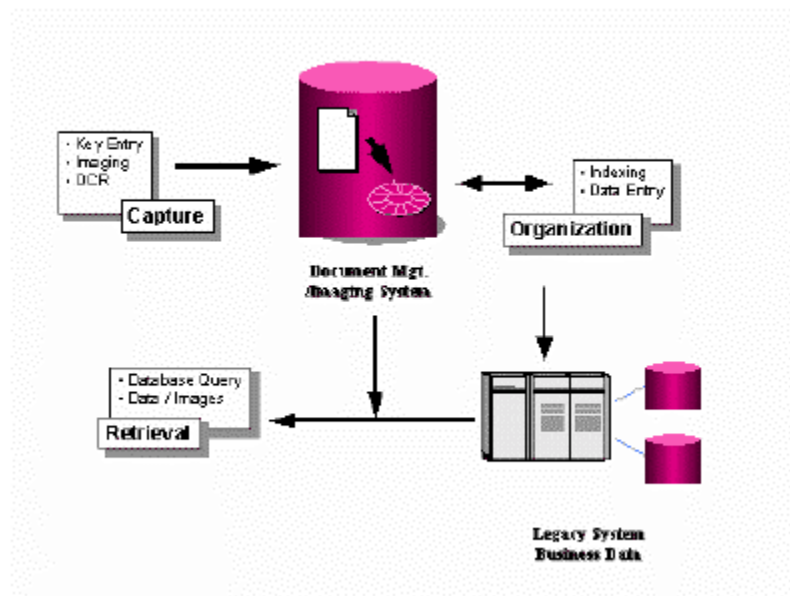 • Key Entry
• Imaging
• OCR
Capture
Document Mgt.
/Imaging System
• Indexing
• Data Entry
Organization
• Database Query
• Data / Images
Retrieval
Legacy System
Business Data